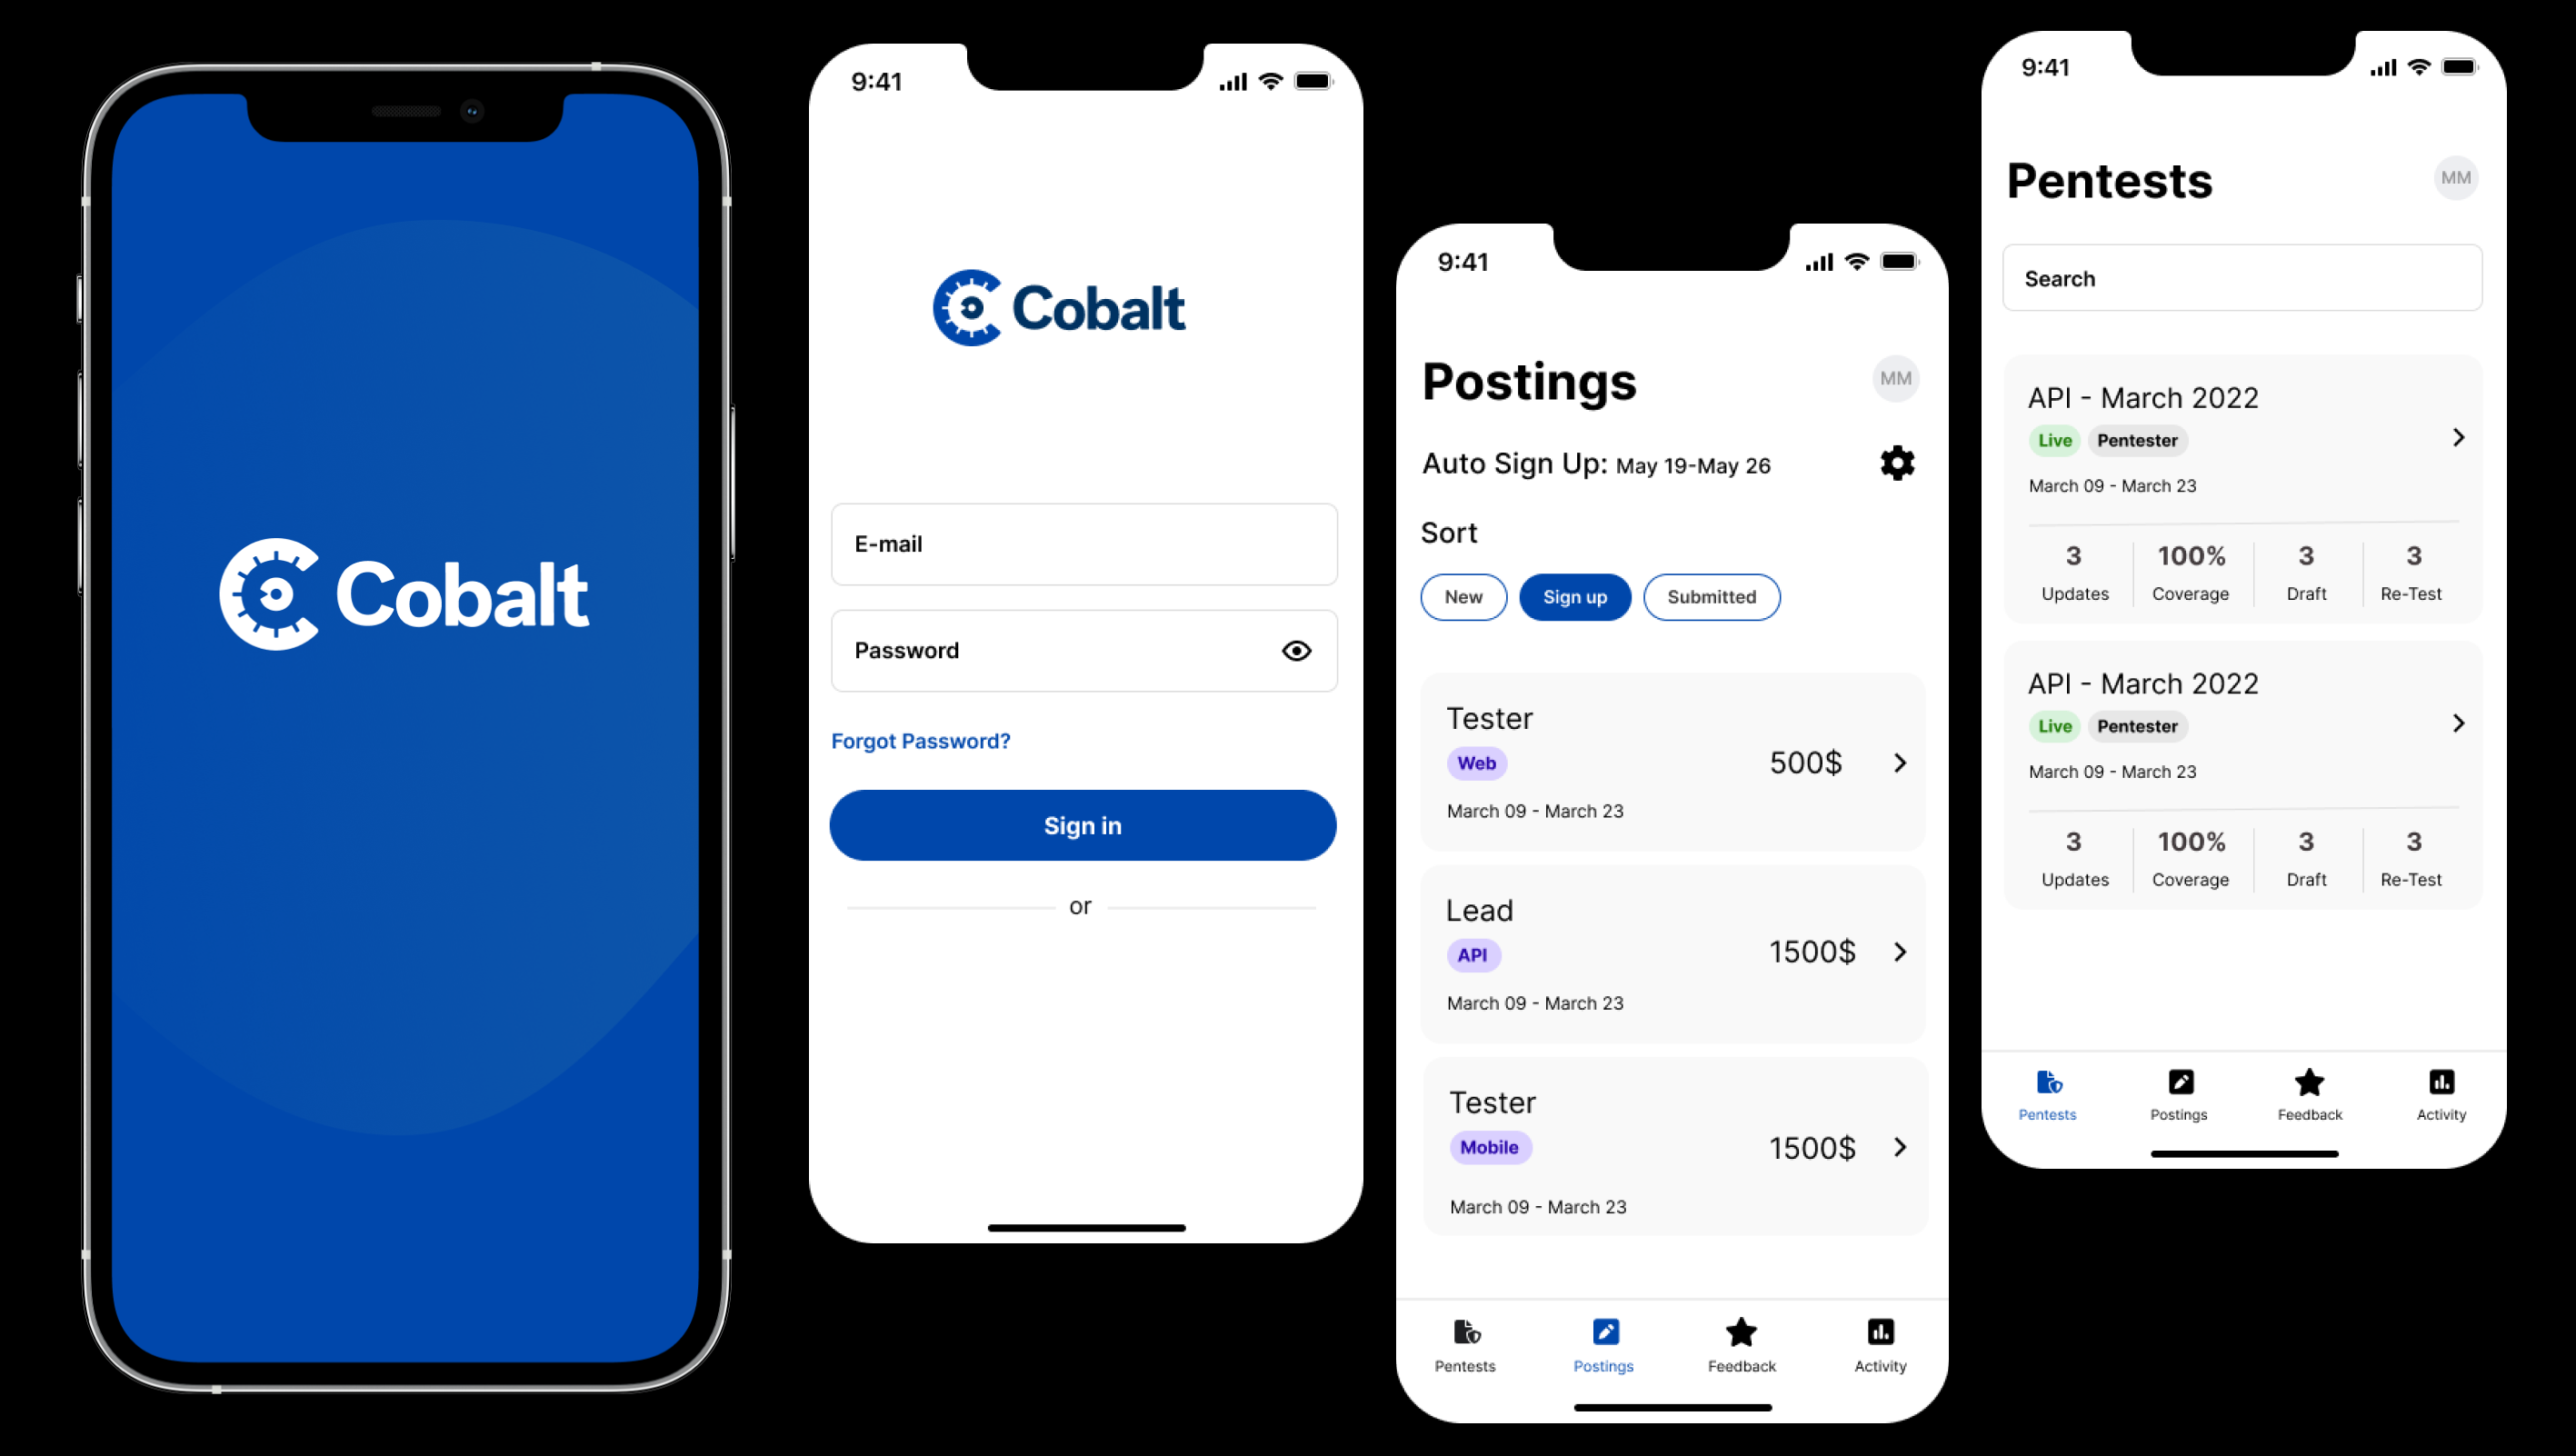 Cobalt
9:41
Cobalt
E-mail
Password
Forgot Password?
Sign in
or
9:41
Postings
MM
Auto Sign Up: May 19-May 26
Sort
New Sign up Submitted
Tester
Web
500$
March 09 - March 23
Lead
API
1500$
March 09 - March 23
Tester
Mobile
1500$
March 09 - March 23
Pentests Postings Feedback Activity
9:41
Pentests
MM
Search
API - March 2022
Live Pentester
March 09 - March 23
3 100% 3 3
Updates Coverage Draft Re-Test
API - March 2022
Live Pentester
March 09 - March 23
3 100% 3 3
Updates Coverage Draft Re-Test
Pentests Postings Feedback Activity